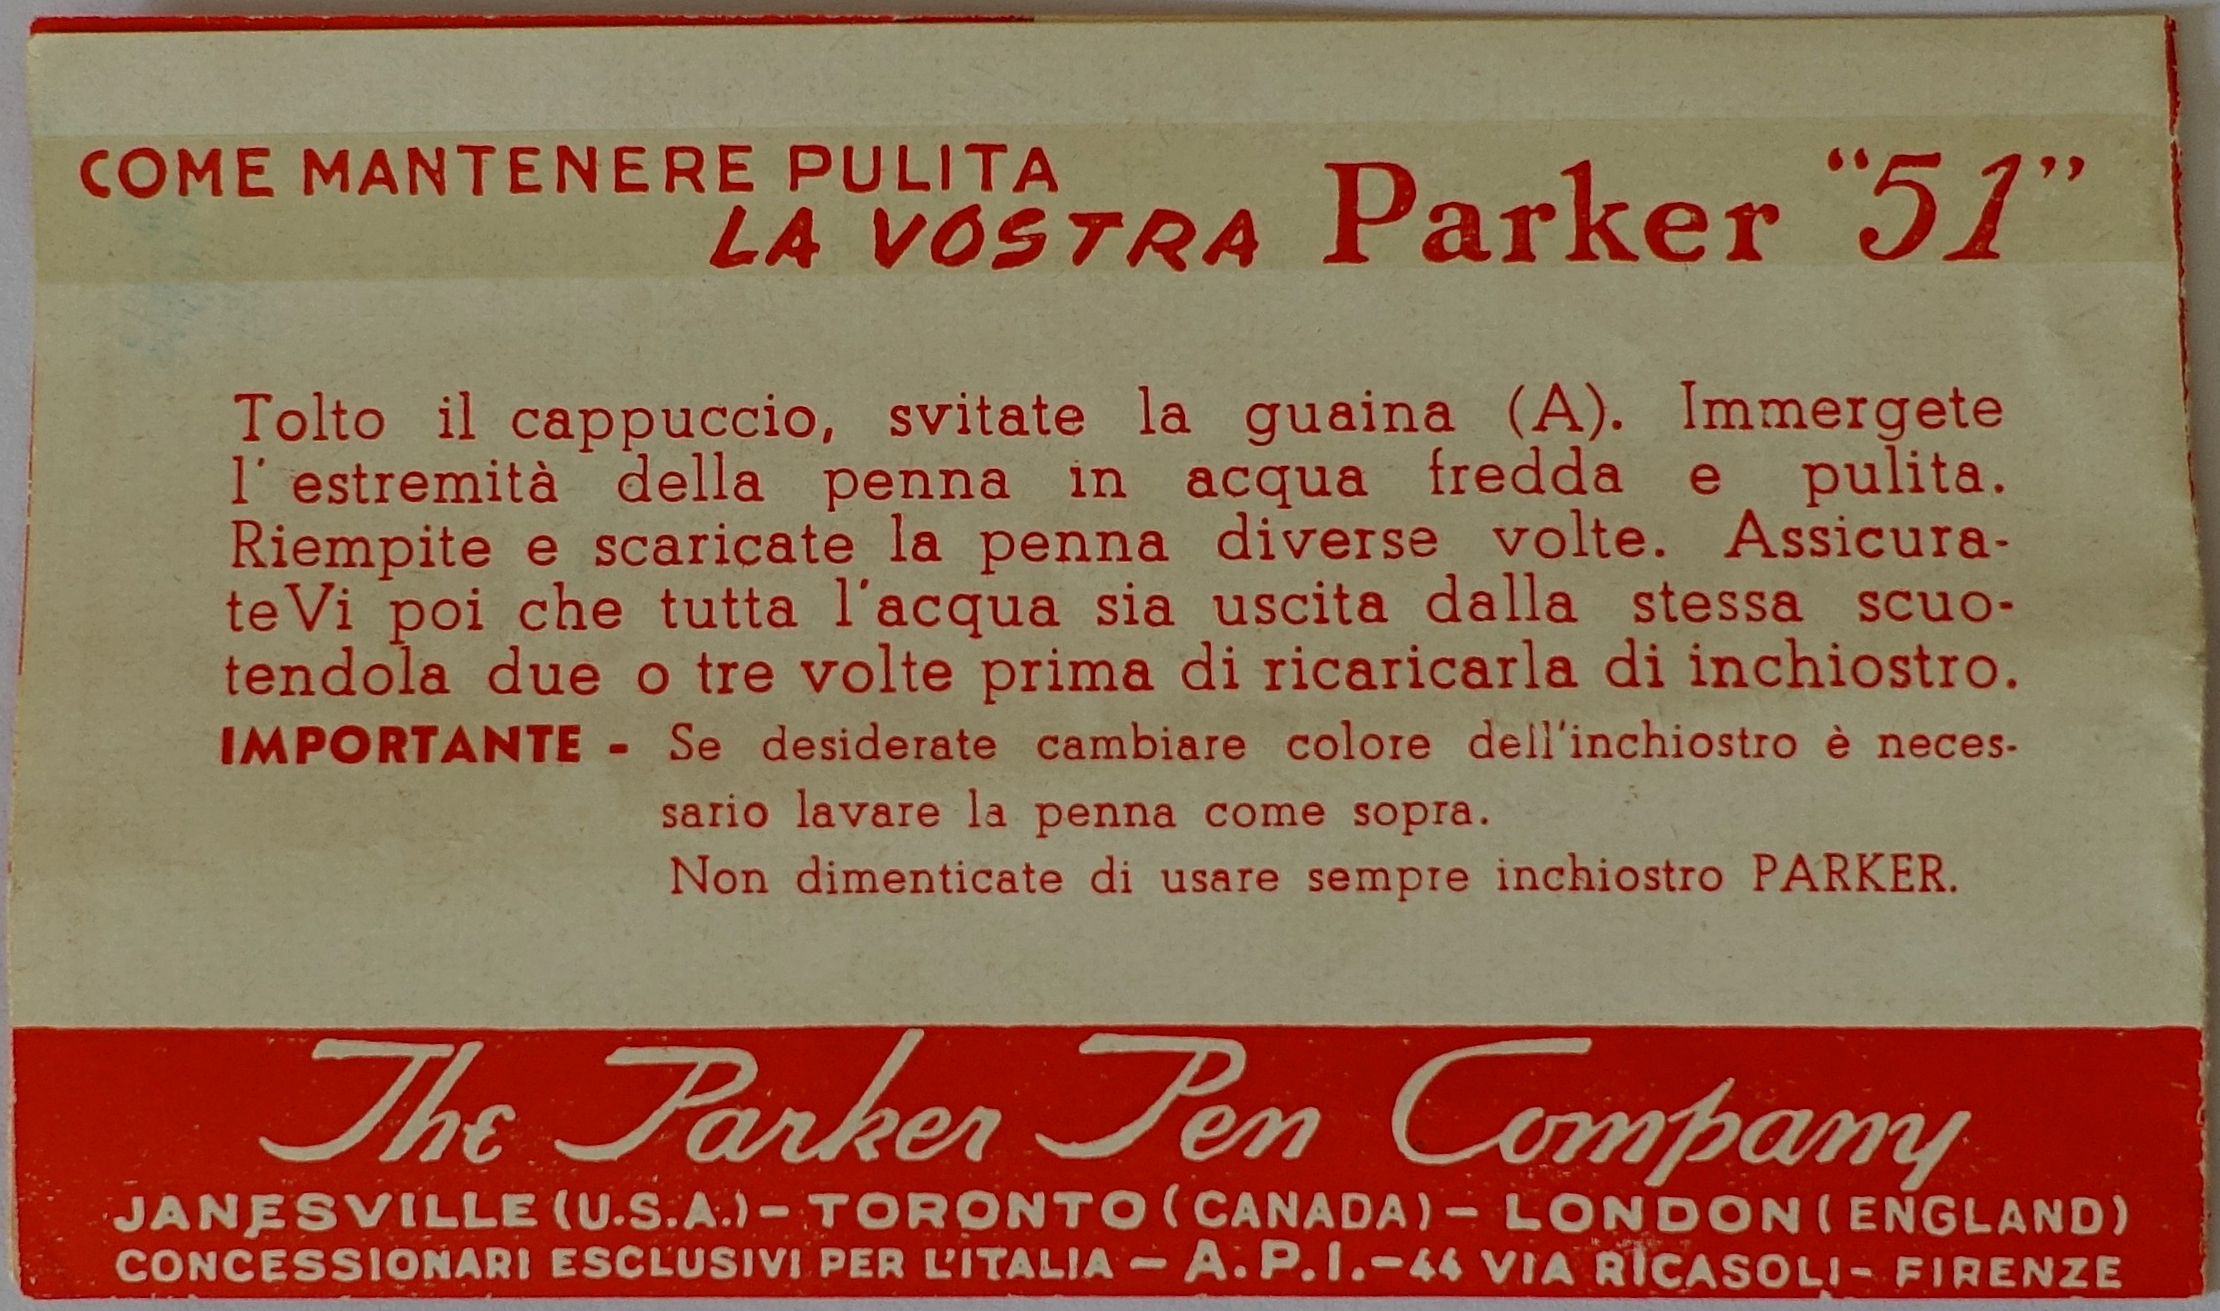 COME MANTENERE PULITA
LA VOSTRA Parker "51"
Tolto il cappuccio, svitate la guaina (A). Immergete
l'estremità della penna in acqua fredda e pulita.
Riempite e scaricate la penna diverse volte. Assicura-
teVi poi che tutta l'acqua sia uscita dalla stessa scuo-
tendola due o tre volte prima di ricaricarla di inchiostro.
IMPORTANTE - Se desiderate cambiare colore dell'inchiostro è neces-
sario lavare la penna come sopra.
Non dimenticate di usare sempre inchiostro PARKER.
The Parker Pen Company
JANESVILLE (U.S.A.) - TORONTO (CANADA) - LONDON (ENGLAND)
CONCESSIONARI ESCLUSIVI PER L'ITALIA - A.P.I. - 44 VIA RICASOLI - FIRENZE